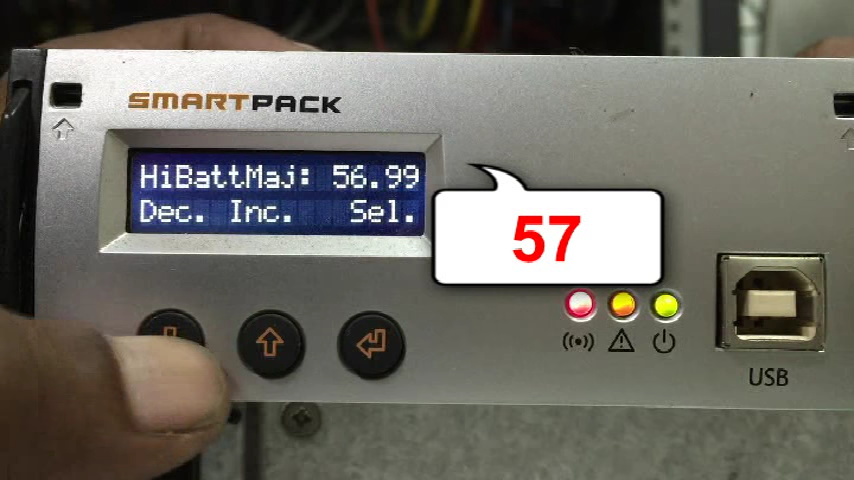 SMARTPACK
HiBattMaj: 56.99
Dec. Inc. Sel.
57
USB